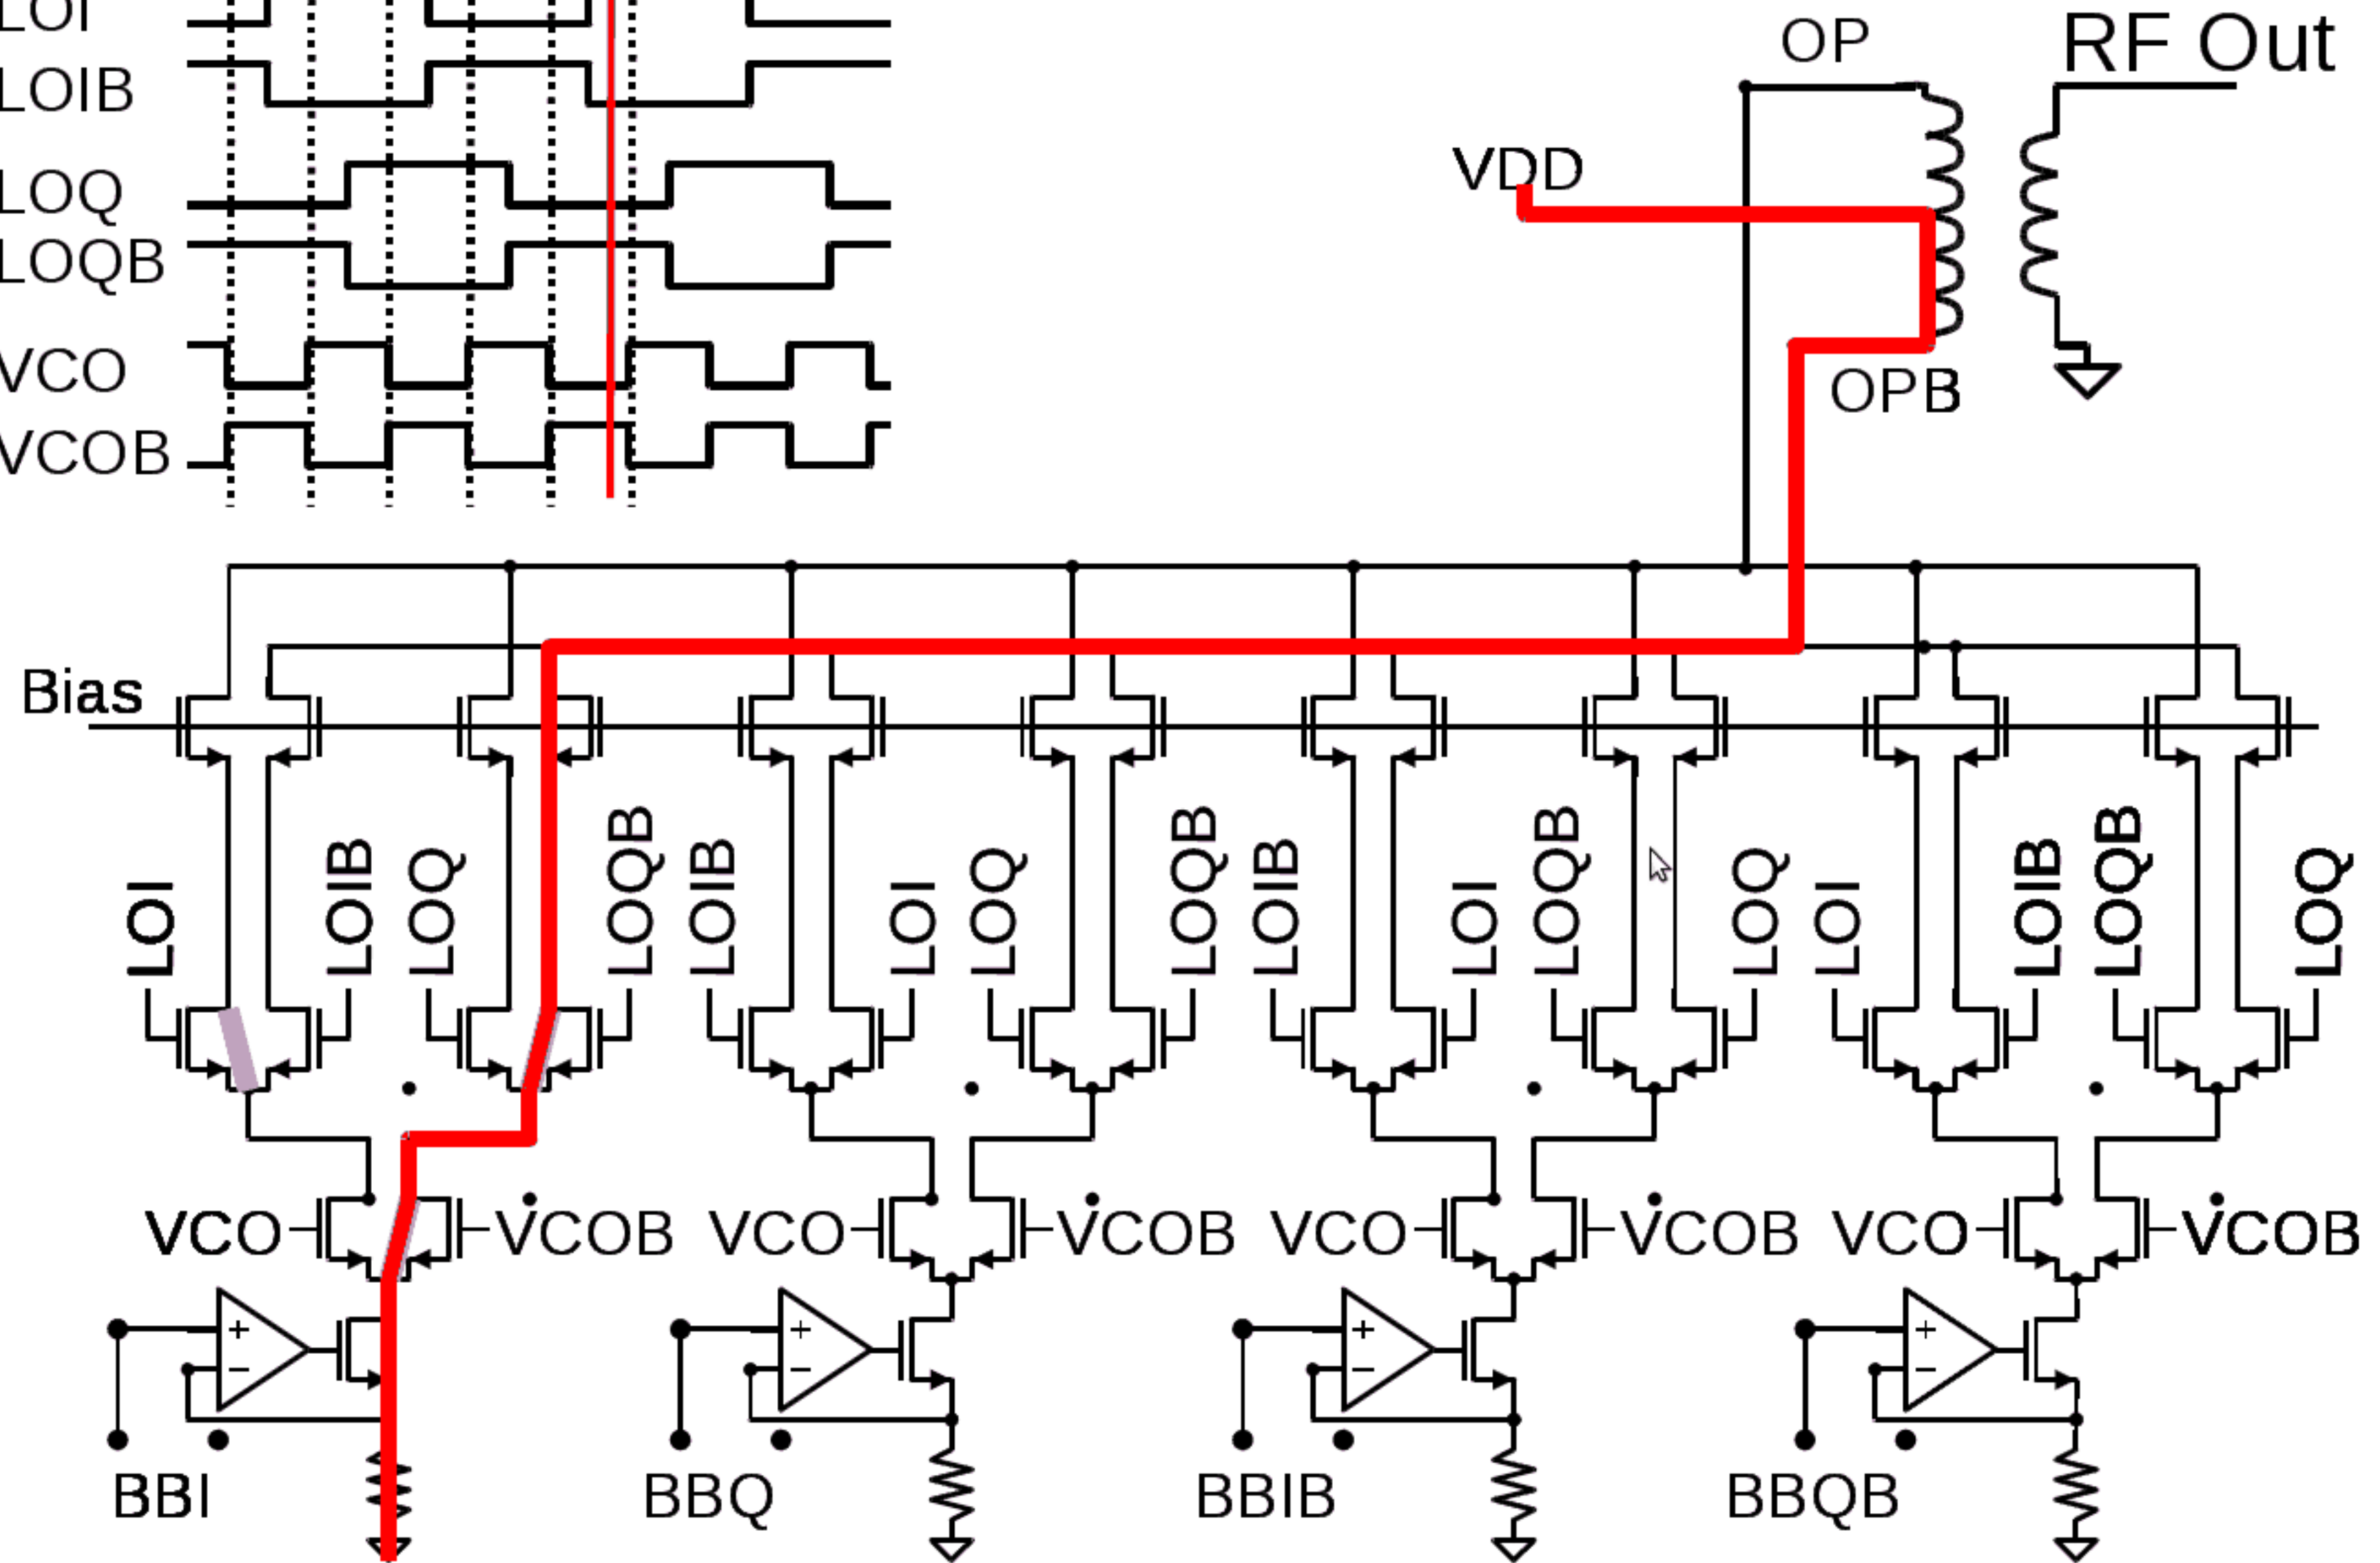 LOI
LOIB
LOQ
LOQB
VCO
VCOB
OP
RF Out
VDD
OPB
Bias
LOI
LOIB
LOQ
LOQB
LOIB
LOI
LOQ
LOQB
LOIB
LOI
LOQB
LOQ
LOI
LOIB
LOQB
LOQ
VCO
VCOB
VCO
VCOB
VCO
VCOB
VCO
VCOB
+
−
+
−
+
−
+
−
BBI
BBQ
BBIB
BBQB